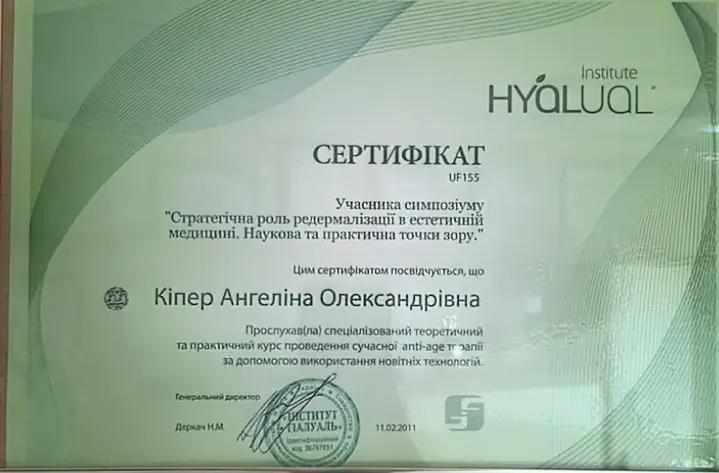 Institute
HYALUAL
СЕРТИФІКАТ
UF155
Учасника симпозіуму
"Стратегічна роль редермалізації в естетичній
медицині. Наукова та практична точки зору."
Цим сертифікатом посвідчується, що
Кіпер Ангеліна Олександрівна
Прослухав(ла) спеціалізований теоретичний
та практичний курс проведення сучасної anti-age терапії
за допомогою використання новітніх технологій.
Генеральний директор
Деркач Н.М.
ІНСТИТУТ
ГІАЛУАЛЬ
Ідентифікаційний
код 36797851
11.02.2011